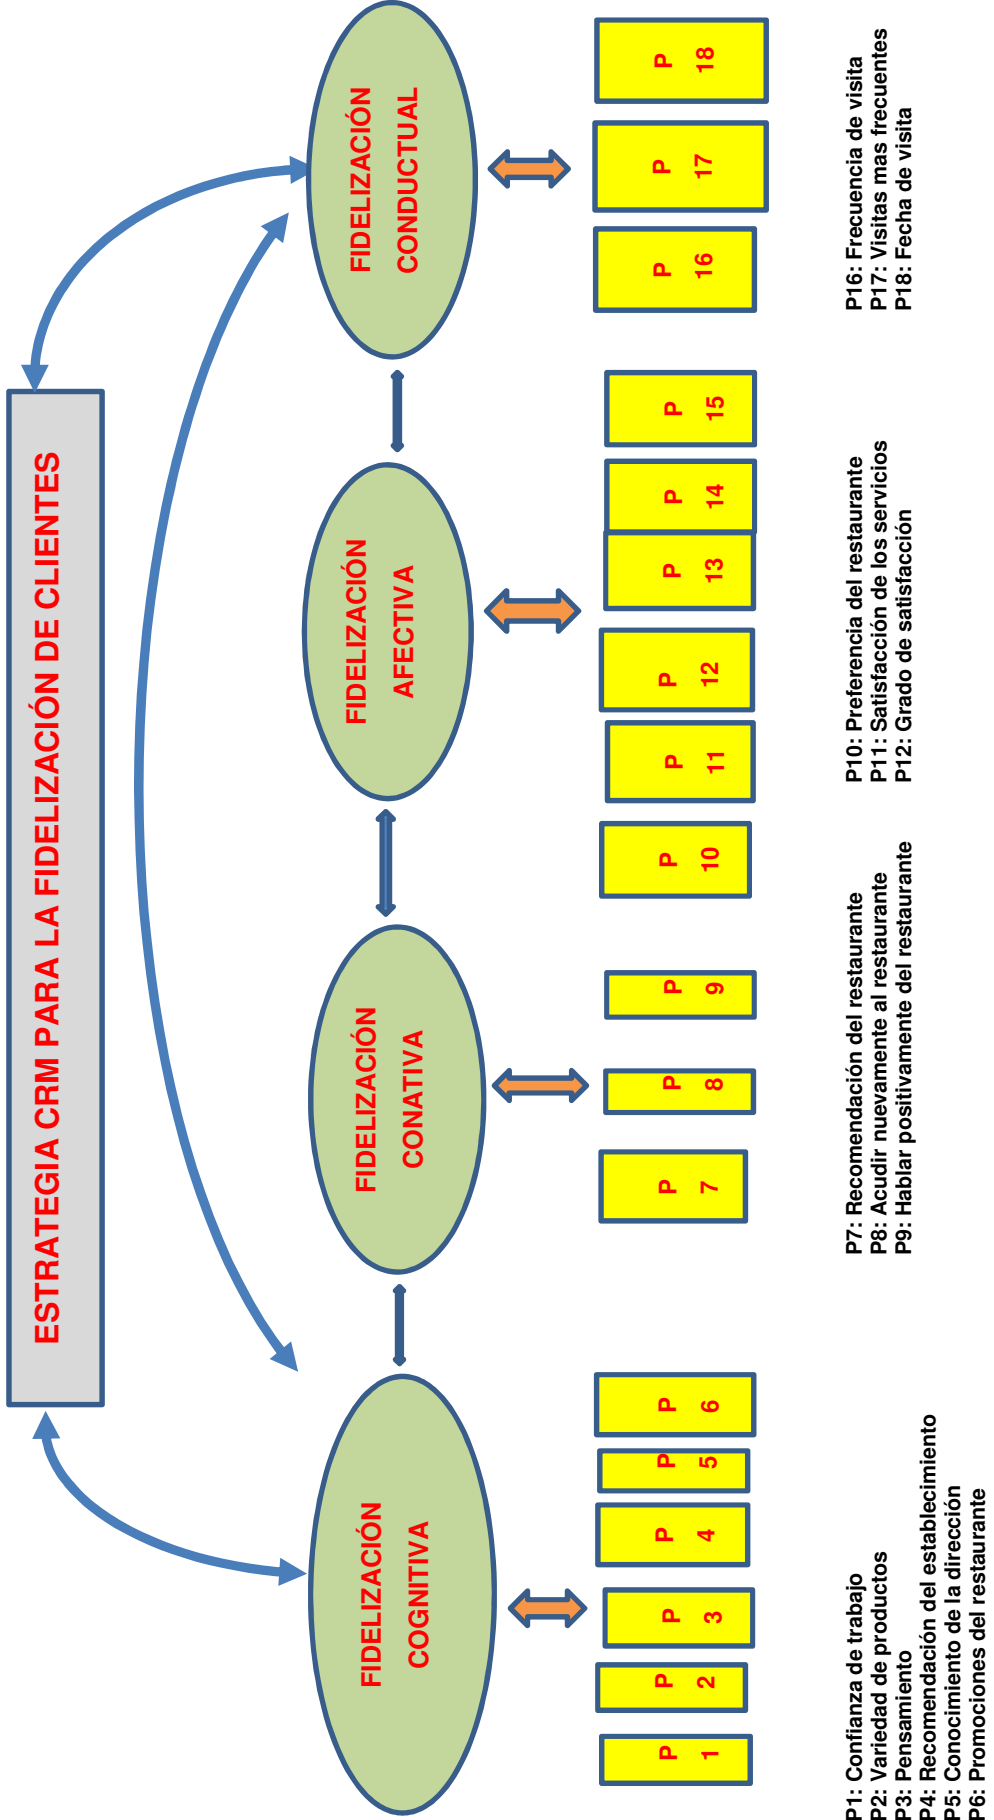 ESTRATEGIA CRM PARA LA FIDELIZACIÓN DE CLIENTES
FIDELIZACIÓN
COGNITIVA
FIDELIZACIÓN
CONATIVA
FIDELIZACIÓN
AFECTIVA
FIDELIZACIÓN
CONDUCTUAL
P
1
P
2
P
3
P
4
P
5
P
6
P
7
P
8
P
9
P
10
P
11
P
12
P
13
P
14
P
15
P
16
P
17
P
18
P1: Confianza de trabajo
P2: Variedad de productos
P3: Pensamiento
P4: Recomendación del establecimiento
P5: Conocimiento de la dirección
P6: Promociones del restaurante
P7: Recomendación del restaurante
P8: Acudir nuevamente al restaurante
P9: Hablar positivamente del restaurante
P10: Preferencia del restaurante
P11: Satisfacción de los servicios
P12: Grado de satisfacción
P16: Frecuencia de visita
P17: Visitas mas frecuentes
P18: Fecha de visita